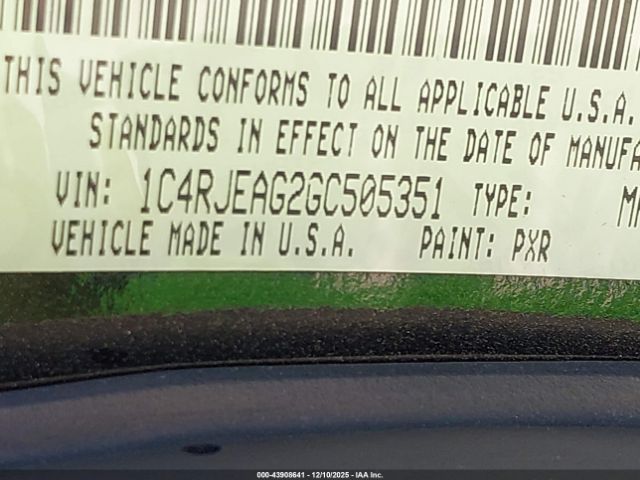 THIS VEHICLE CONFORMS TO ALL APPLICABLE U.S.A.
STANDARDS IN EFFECT ON THE DATE OF MANUFA
VIN: 1C4RJEAG2GC505351 TYPE: M
VEHICLE MADE IN U.S.A. PAINT: PXR
000-43908641 - 12/10/2025 - IAA Inc.